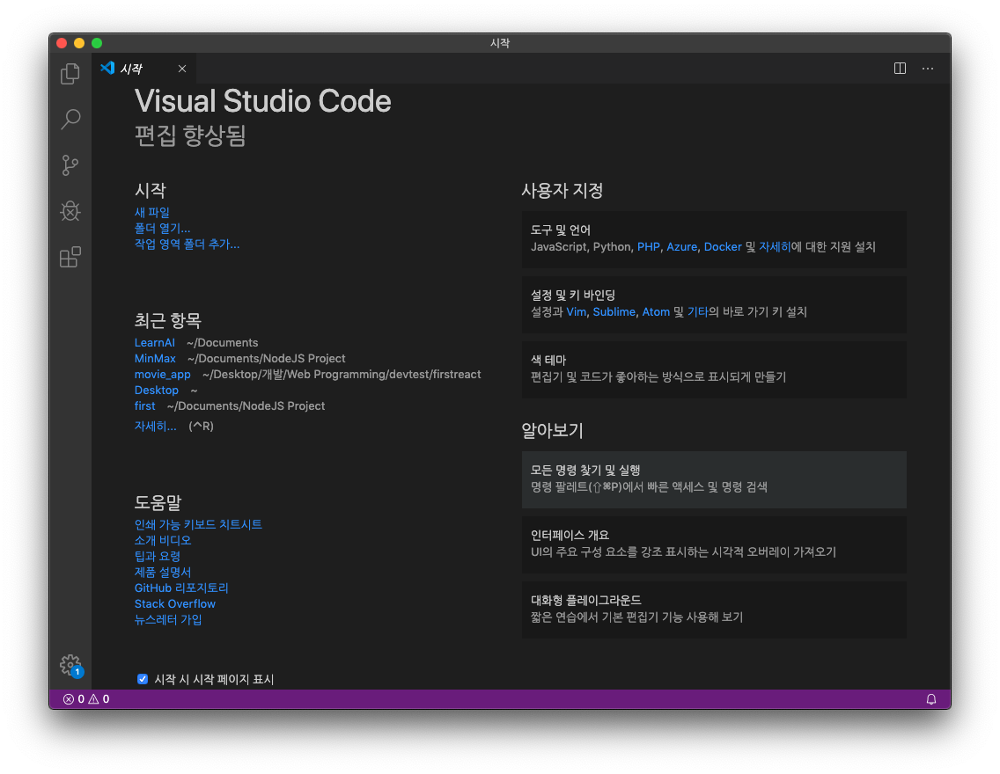 시작
시작
Visual Studio Code
편집 향상됨
시작
새 파일
폴더 열기...
작업 영역 폴더 추가...
최근 항목
LearnAI ~/Documents
MinMax ~/Documents/NodeJS Project
movie_app ~/Desktop/개발/Web Programming/devtest/firstreact
Desktop ~
first ~/Documents/NodeJS Project
자세히... (^R)
도움말
인쇄 가능 키보드 치트시트
소개 비디오
팁과 요령
제품 설명서
GitHub 리포지토리
Stack Overflow
뉴스레터 가입
시작 시 시작 페이지 표시
사용자 지정
도구 및 언어
JavaScript, Python, PHP, Azure, Docker 및 자세히에 대한 지원 설치
설정 및 키 바인딩
설정과 Vim, Sublime, Atom 및 기타의 바로 가기 키 설치
색 테마
편집기 및 코드가 좋아하는 방식으로 표시되게 만들기
알아보기
모든 명령 찾기 및 실행
명령 팔레트(⇧⌘P)에서 빠른 액세스 및 명령 검색
인터페이스 개요
UI의 주요 구성 요소를 강조 표시하는 시각적 오버레이 가져오기
대화형 플레이그라운드
짧은 연습에서 기본 편집기 기능 사용해 보기
1
0 0